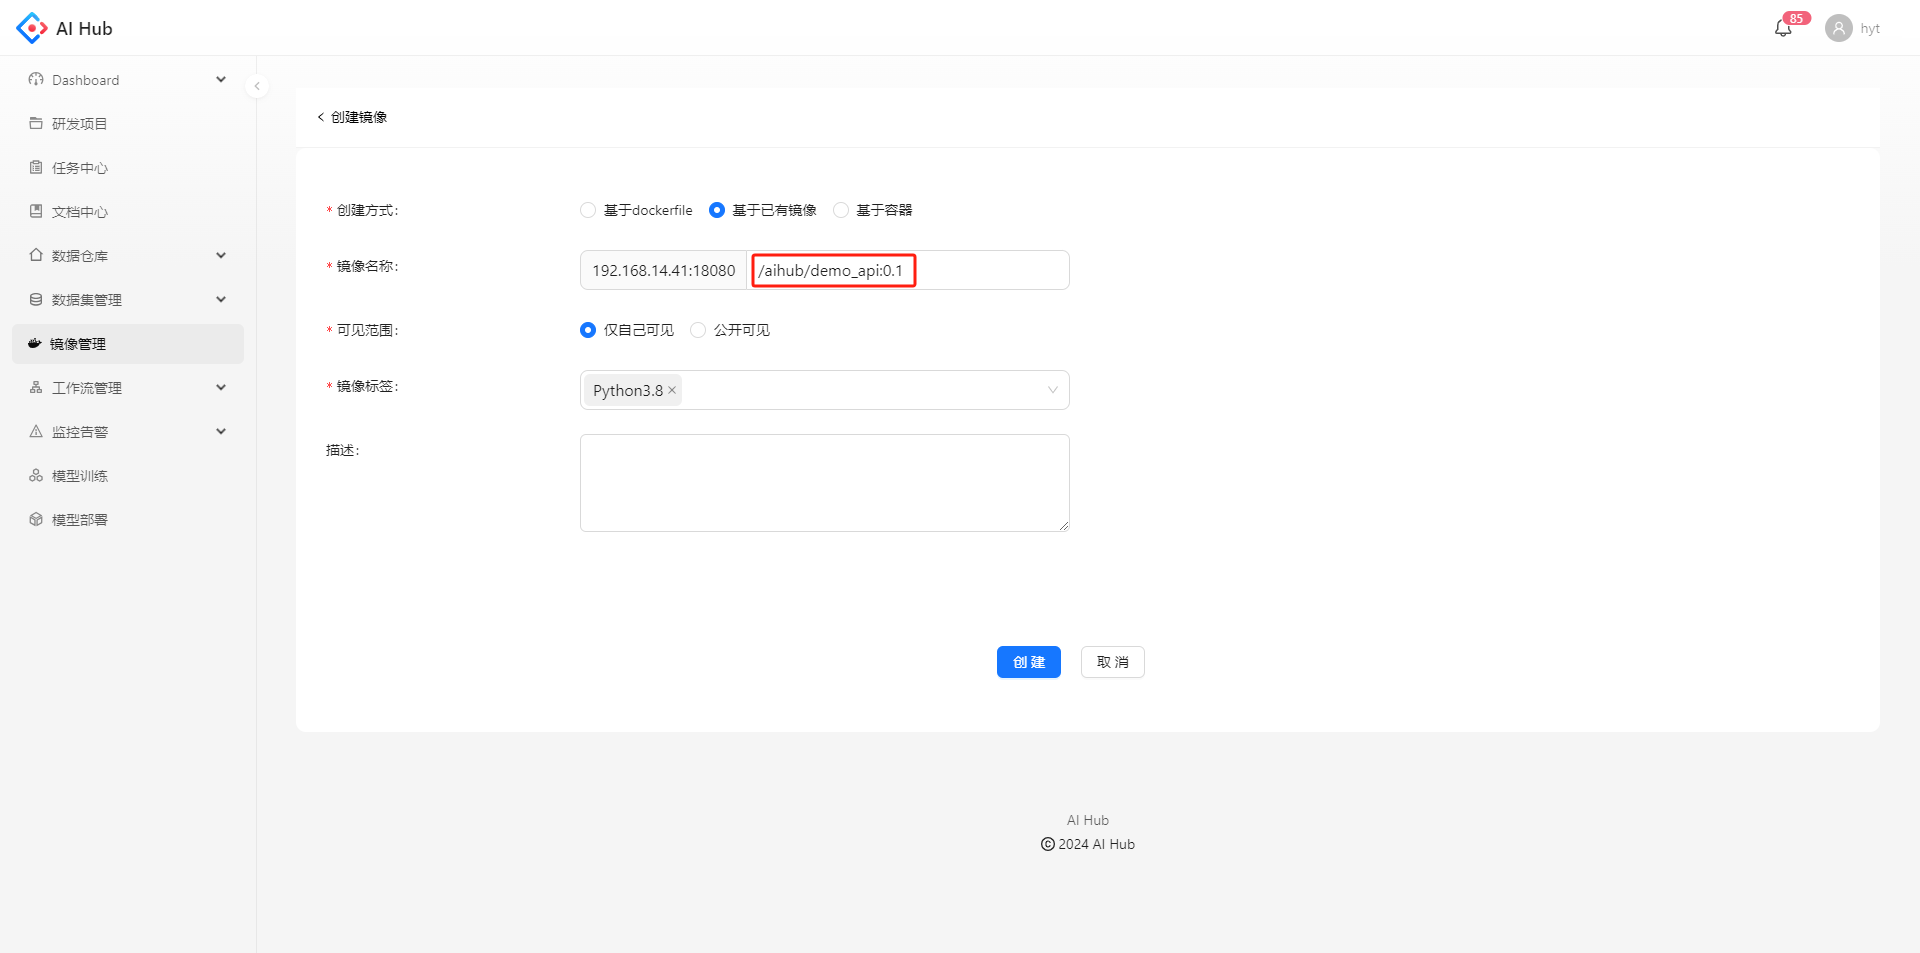 AI Hub
85
hyt
Dashboard
研发项目
任务中心
文档中心
数据仓库
数据集管理
镜像管理
工作流管理
监控告警
模型训练
模型部署
创建镜像
* 创建方式:
基于dockerfile 基于已有镜像 基于容器
* 镜像名称:
192.168.14.41:18080 /aihub/demo_api:0.1
* 可见范围:
仅自己可见 公开可见
* 镜像标签:
Python3.8 ×
描述:
创 建 取 消
AI Hub
© 2024 AI Hub